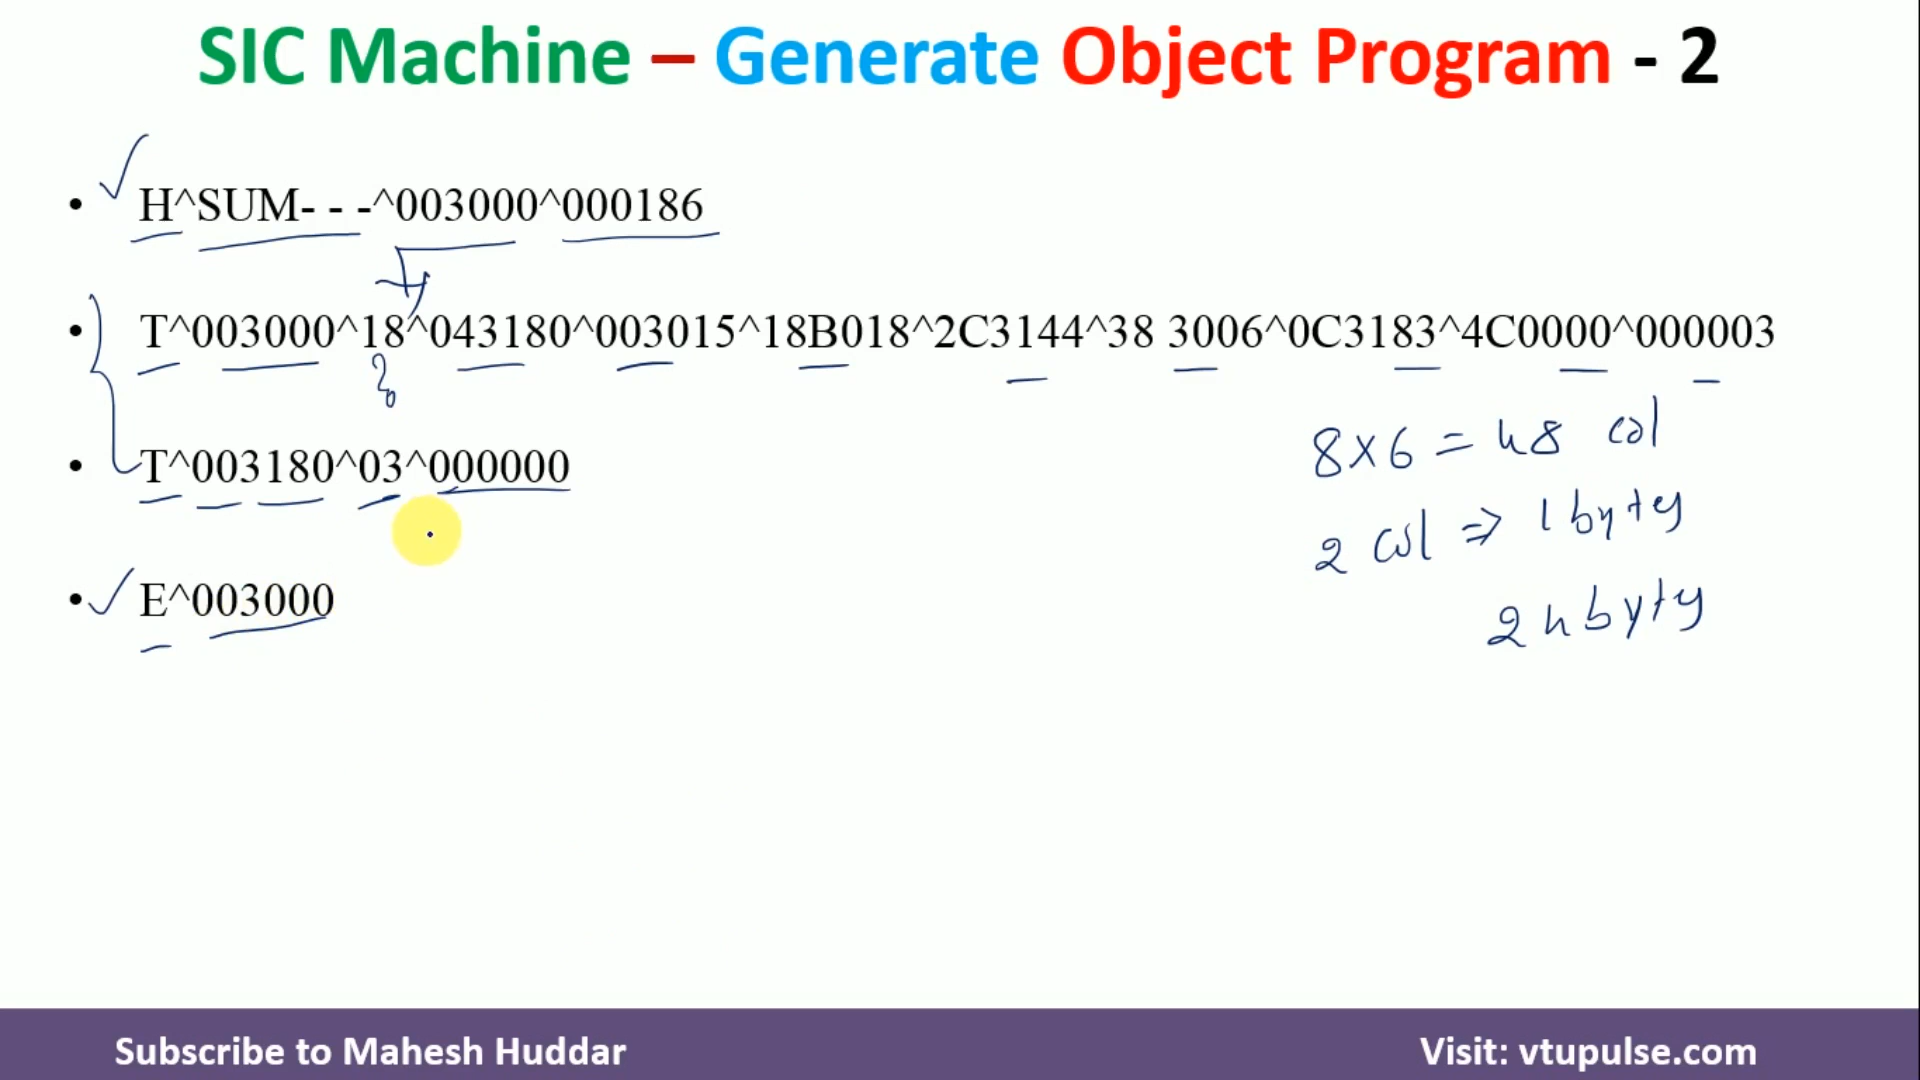 SIC Machine – Generate Object Program - 2
• H^SUM- - -^003000^000186
• T^003000^18^043180^003015^18B018^2C3144^38 3006^0C3183^4C0000^000003
8x6 = 48 col
• T^003180^03^000000
2 col => 1 byte
• E^003000
24 byte
Subscribe to Mahesh Huddar
Visit: vtupulse.com